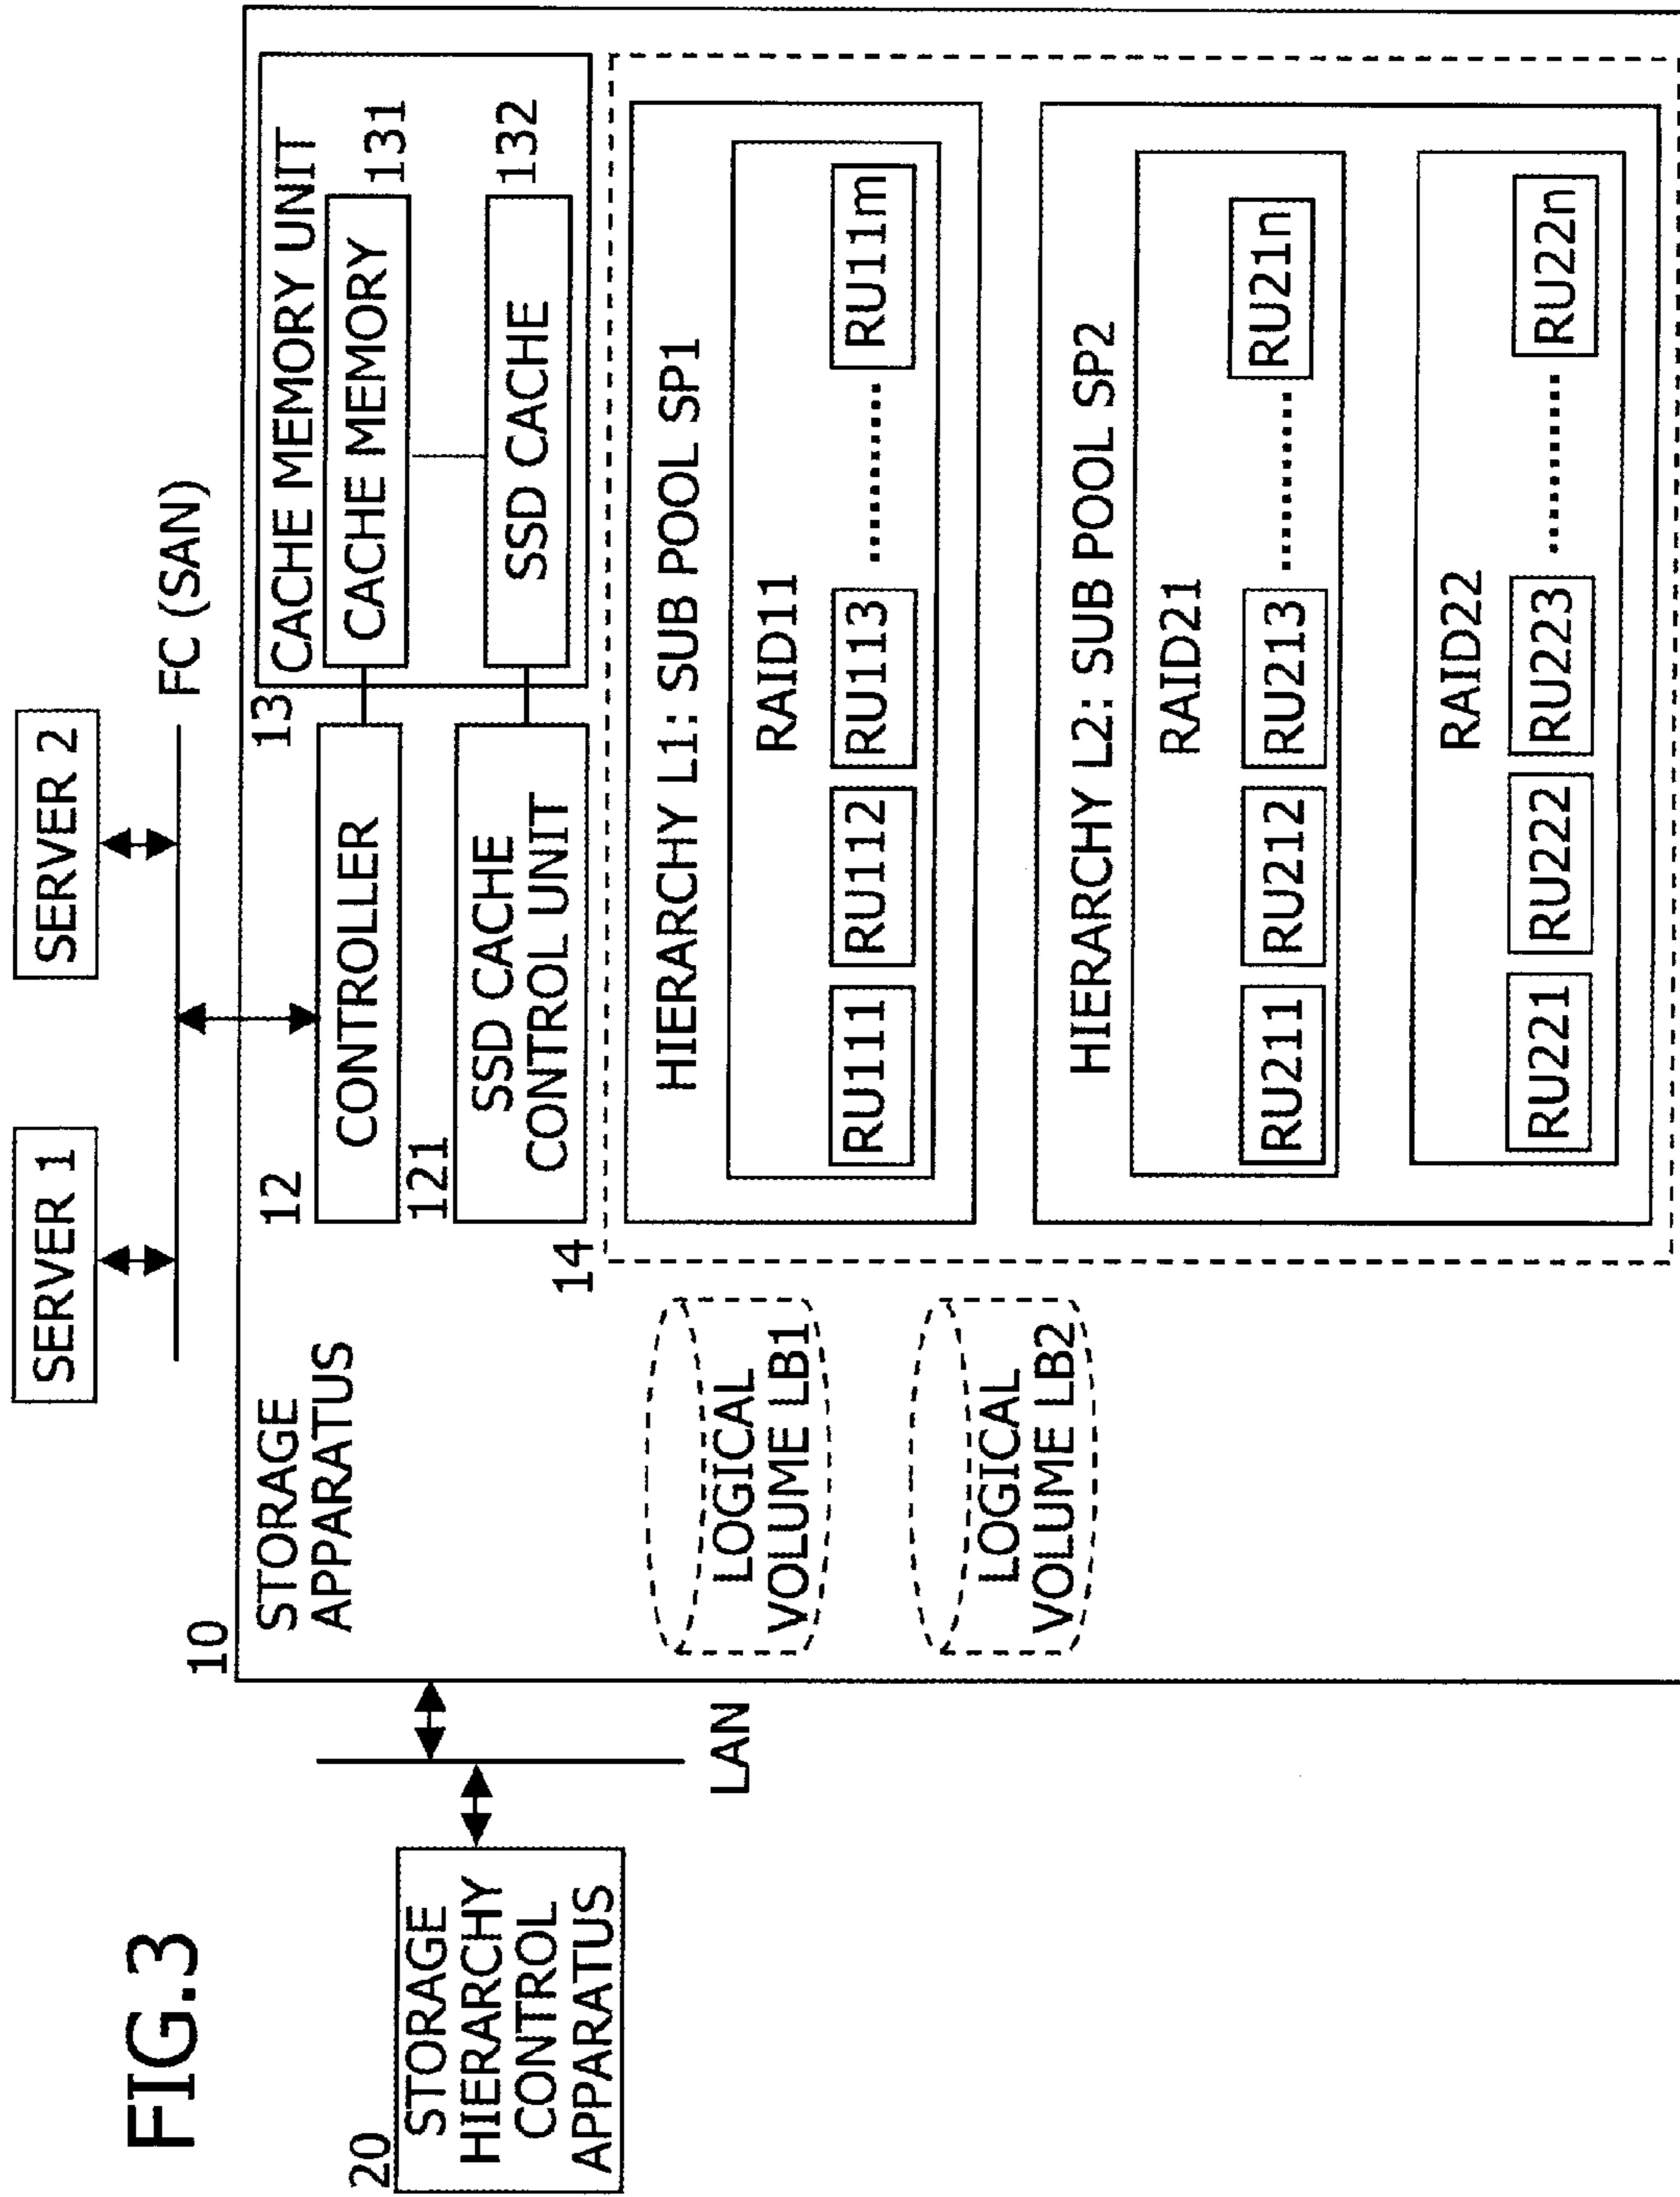 FIG.3
SERVER 1
SERVER 2
FC (SAN)
20
STORAGE
HIERARCHY
CONTROL
APPARATUS
LAN
10
STORAGE
APPARATUS
12
CONTROLLER
121
SSD CACHE
CONTROL UNIT
13
CACHE MEMORY UNIT
CACHE MEMORY
131
SSD CACHE
132
LOGICAL
VOLUME LB1
LOGICAL
VOLUME LB2
14
HIERARCHY L1: SUB POOL SP1
RAID11
RU111 RU112 RU113 .......... RU11m
HIERARCHY L2: SUB POOL SP2
RAID21
RU211 RU212 RU213 .......... RU21n
RAID22
RU221 RU222 RU223 .......... RU22n